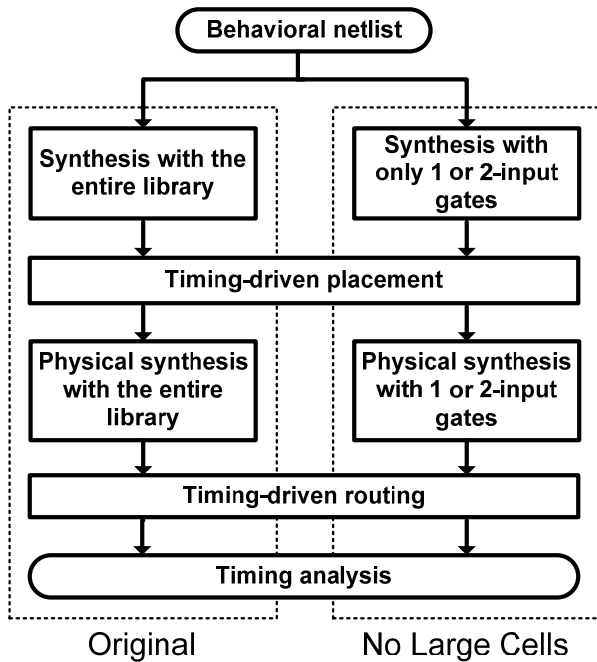 Behavioral netlist
Synthesis with the
entire library
Synthesis with
only 1 or 2-input
gates
Timing-driven placement
Physical synthesis
with the entire
library
Physical synthesis
with 1 or 2-input
gates
Timing-driven routing
Timing analysis
Original
No Large Cells